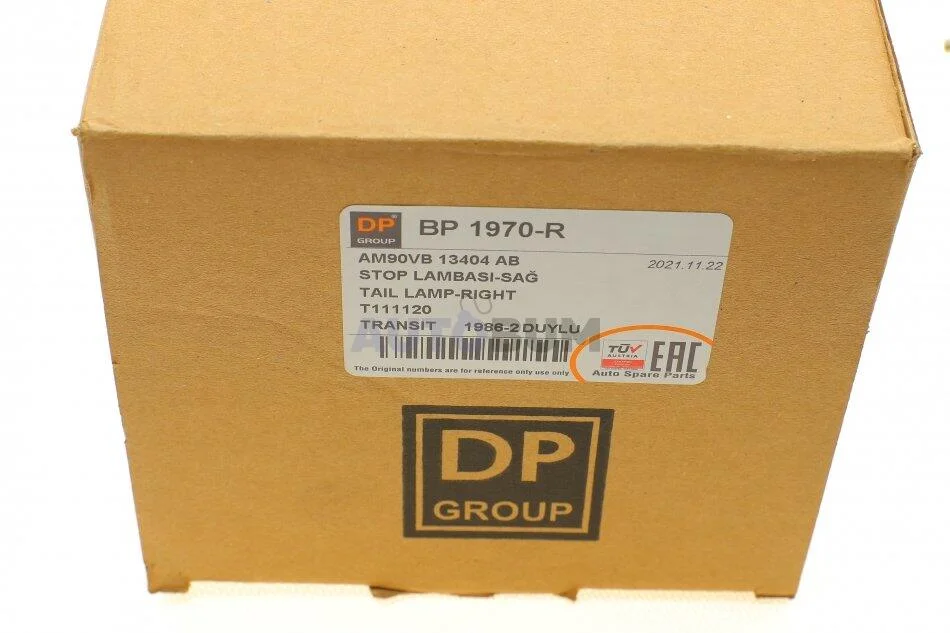 DP GROUP
BP 1970-R
AM90VB 13404 AB
2021.11.22
STOP LAMBASI-SAĞ
TAIL LAMP-RIGHT
T111120
TRANSIT 1986-2 DUYLU
AUTOBUM
TÜV
AUSTRIA
EAC
The Original numbers are for reference only use only
Auto Spare Parts
DP
GROUP